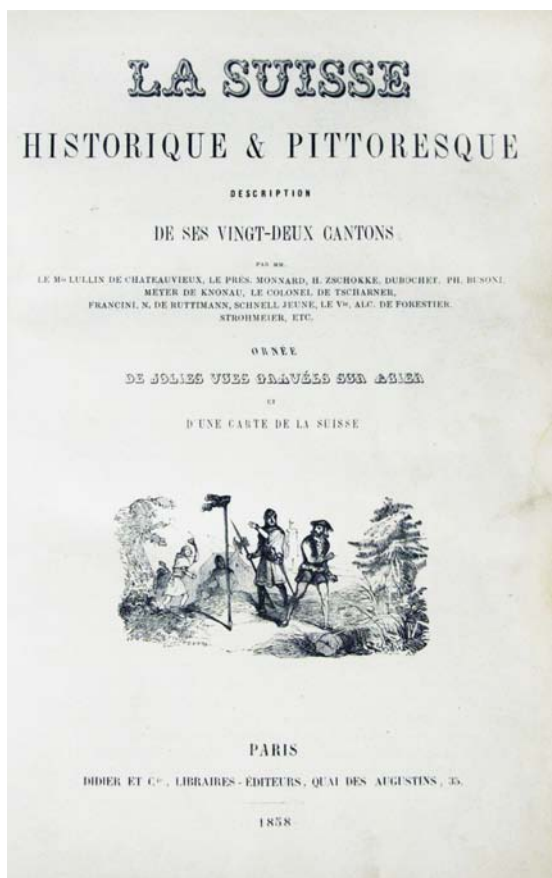 LA SUISSE
HISTORIQUE & PITTORESQUE
DESCRIPTION
DE SES VINGT-DEUX CANTONS
PAR MM.
LE Mis LULLIN DE CHATEAUVIEUX, LE PRÉS. MONNARD, H. ZSCHOKKE, DUBOCHET, PH. BUSONI,
MEYER DE KNONAU, LE COLONEL DE TSCHARNER,
FRANCINI, N. DE RUTTIMANN, SCHNELL JEUNE, LE Vte. ALC. DE FORESTIER,
STROHMEIER, ETC.
ORNÉE
DE JOLIES VUES GRAVÉES SUR ACIER
ET
D'UNE CARTE DE LA SUISSE
PARIS
DIDIER ET Cie, LIBRAIRES-ÉDITEURS, QUAI DES AUGUSTINS, 35.
1858